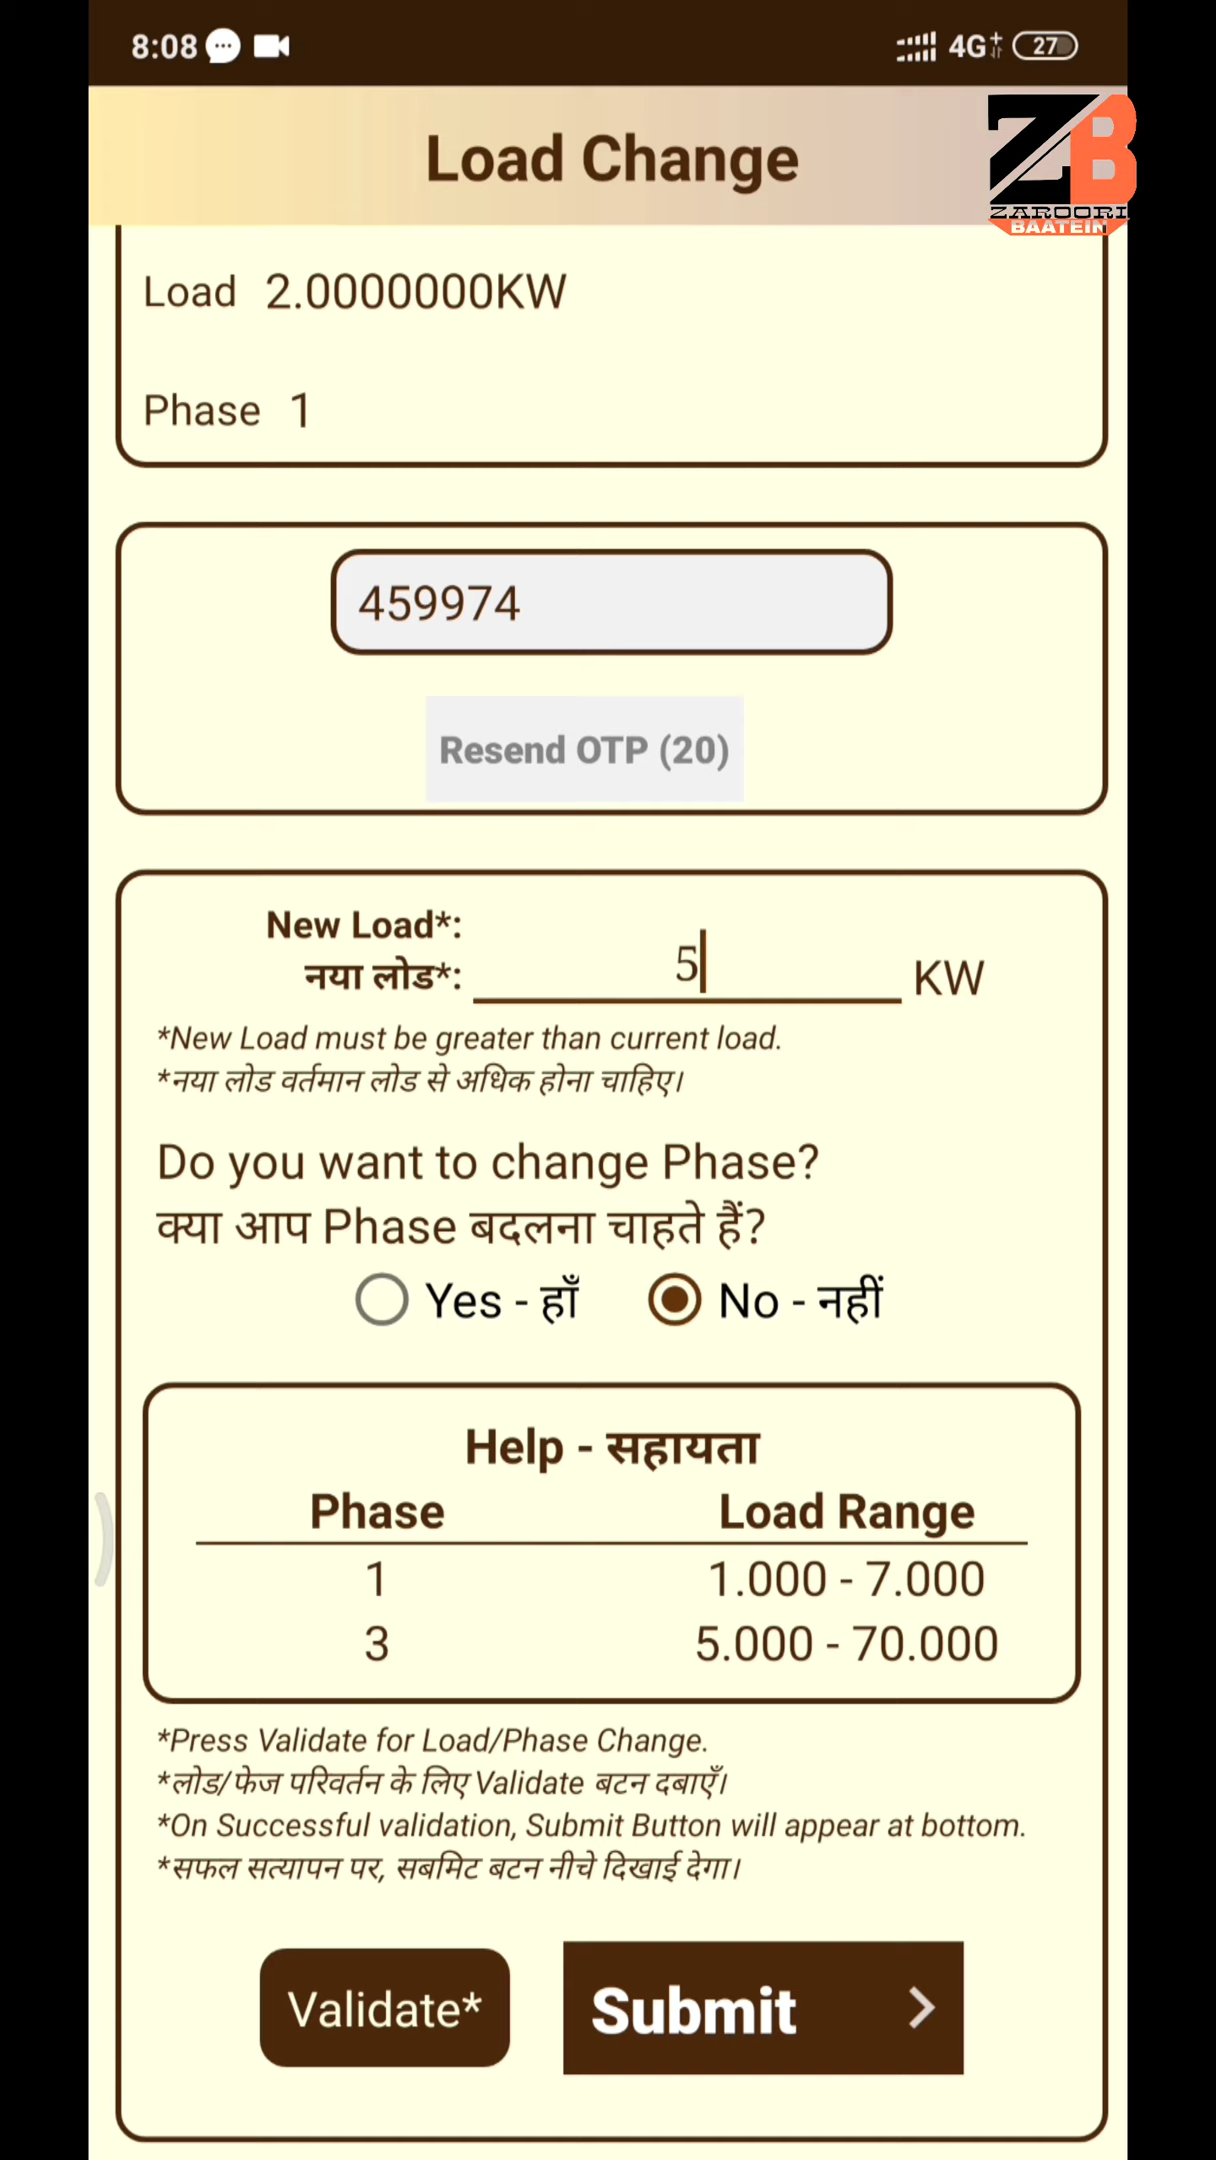 8:08
4G+
27
Load Change
ZB
ZAROORI
BAATEIN
Load 2.0000000KW
Phase 1
459974
Resend OTP (20)
New Load*:
नया लोड*:
5
KW
*New Load must be greater than current load.
*नया लोड वर्तमान लोड से अधिक होना चाहिए।
Do you want to change Phase?
क्या आप Phase बदलना चाहते हैं?
Yes - हाँ No - नहीं
Help - सहायता
Phase Load Range
1 1.000 - 7.000
3 5.000 - 70.000
*Press Validate for Load/Phase Change.
*लोड/फेज परिवर्तन के लिए Validate बटन दबाएँ।
*On Successful validation, Submit Button will appear at bottom.
*सफल सत्यापन पर, सबमिट बटन नीचे दिखाई देगा।
Validate* Submit